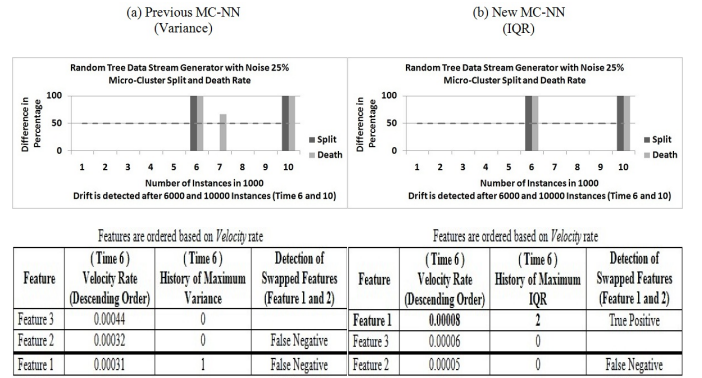 (a) Previous MC-NN
(Variance)
Random Tree Data Stream Generator with Noise 25%
Micro-Cluster Split and Death Rate
Difference in
Percentage
100
50
0
1 2 3 4 5 6 7 8 9 10
Split
Death
Number of Instances in 1000
Drift is detected after 6000 and 10000 Instances (Time 6 and 10)
Features are ordered based on Velocity rate
Feature
(Time 6)
Velocity Rate
(Descending Order)
(Time 6)
History of Maximum
Variance
Detection of
Swapped Features
(Feature 1 and 2)
Feature 3 0.00044 0
Feature 2 0.00032 0 False Negative
Feature 1 0.00031 1 False Negative
(b) New MC-NN
(IQR)
Random Tree Data Stream Generator with Noise 25%
Micro-Cluster Split and Death Rate
Difference in
Percentage
100
50
0
1 2 3 4 5 6 7 8 9 10
Split
Death
Number of Instances in 1000
Drift is detected after 6000 and 10000 Instances (Time 6 and 10)
Features are ordered based on Velocity rate
Feature
(Time 6)
Velocity Rate
(Descending Order)
(Time 6)
History of Maximum
IQR
Detection of
Swapped Features
(Feature 1 and 2)
Feature 1 0.00008 2 True Positive
Feature 3 0.00006 0
Feature 2 0.00005 0 False Negative